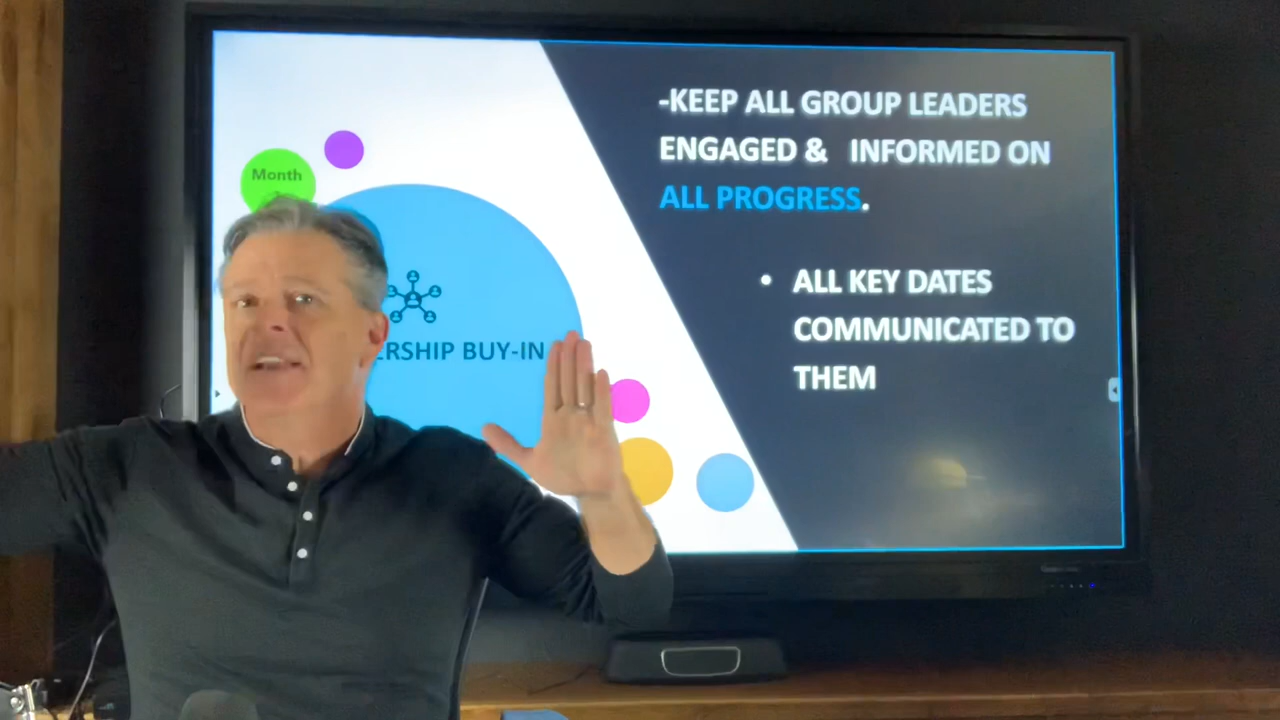 -KEEP ALL GROUP LEADERS
ENGAGED & INFORMED ON
ALL PROGRESS.
• ALL KEY DATES
COMMUNICATED TO
THEM
Month
BUY-IN